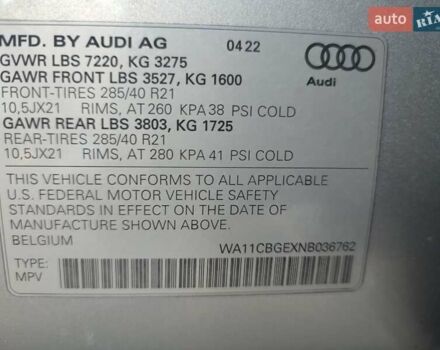 AUTO
RIA
MFD. BY AUDI AG 04 22
GVWR LBS 7220, KG 3275
GAWR FRONT LBS 3527, KG 1600
FRONT-TIRES 285/40 R21
10,5JX21 RIMS, AT 260 KPA 38 PSI COLD
GAWR REAR LBS 3803, KG 1725
REAR-TIRES 285/40 R21
10,5JX21 RIMS, AT 280 KPA 41 PSI COLD
Audi
THIS VEHICLE CONFORMS TO ALL APPLICABLE
U.S. FEDERAL MOTOR VEHICLE SAFETY
STANDARDS IN EFFECT ON THE DATE OF
MANUFACTURE SHOWN ABOVE.
BELGIUM WA11CBGEXNB036762
TYPE:
MPV